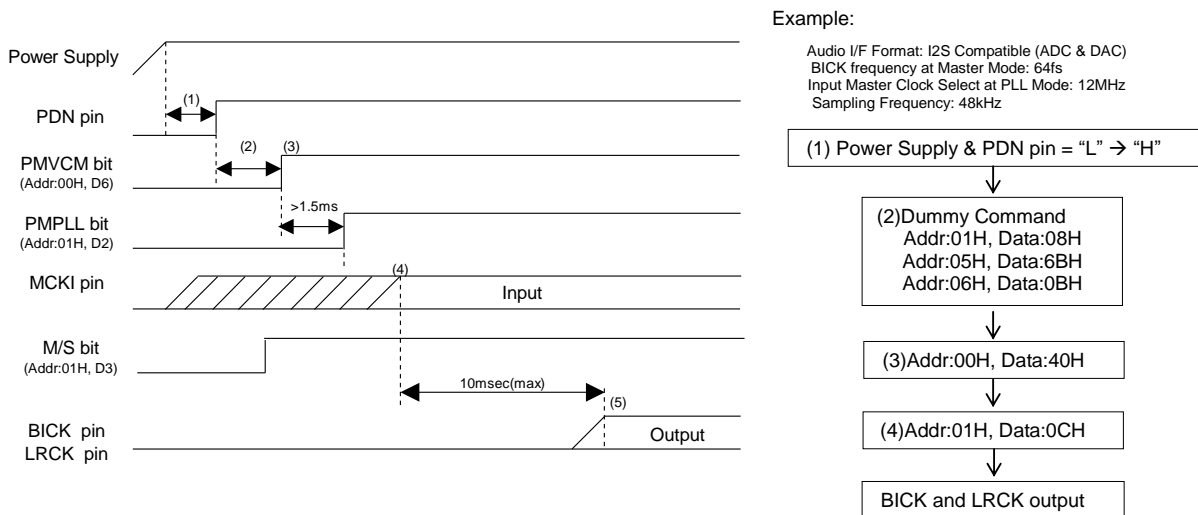 Power Supply
(1)
PDN pin
(2)
(3)
PMVCM bit
(Addr:00H, D6)
>1.5ms
PMPLL bit
(Addr:01H, D2)
(4)
MCKI pin
Input
M/S bit
(Addr:01H, D3)
10msec(max)
(5)
BICK pin
LRCK pin
Output
Example:
Audio I/F Format: I2S Compatible (ADC & DAC)
BICK frequency at Master Mode: 64fs
Input Master Clock Select at PLL Mode: 12MHz
Sampling Frequency: 48kHz
(1) Power Supply & PDN pin = “L” → “H”
(2)Dummy Command
Addr:01H, Data:08H
Addr:05H, Data:6BH
Addr:06H, Data:0BH
(3)Addr:00H, Data:40H
(4)Addr:01H, Data:0CH
BICK and LRCK output